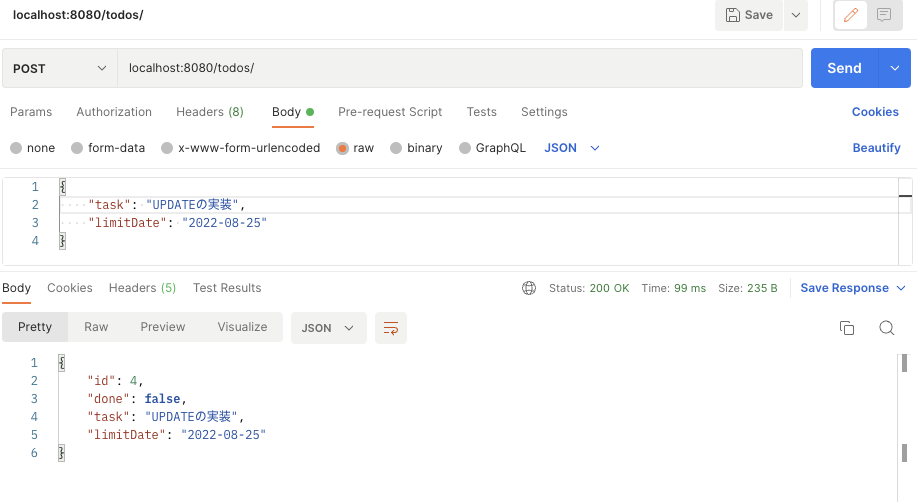 localhost:8080/todos/
Save
POST localhost:8080/todos/ Send
Params Authorization Headers (8) Body Pre-request Script Tests Settings Cookies
none form-data x-www-form-urlencoded raw binary GraphQL JSON Beautify
1 {
2 "task": "UPDATEの実装",
3 "limitDate": "2022-08-25"
4 }
Body Cookies Headers (5) Test Results Status: 200 OK Time: 99 ms Size: 235 B Save Response
Pretty Raw Preview Visualize JSON
1 {
2 "id": 4,
3 "done": false,
4 "task": "UPDATEの実装",
5 "limitDate": "2022-08-25"
6 }